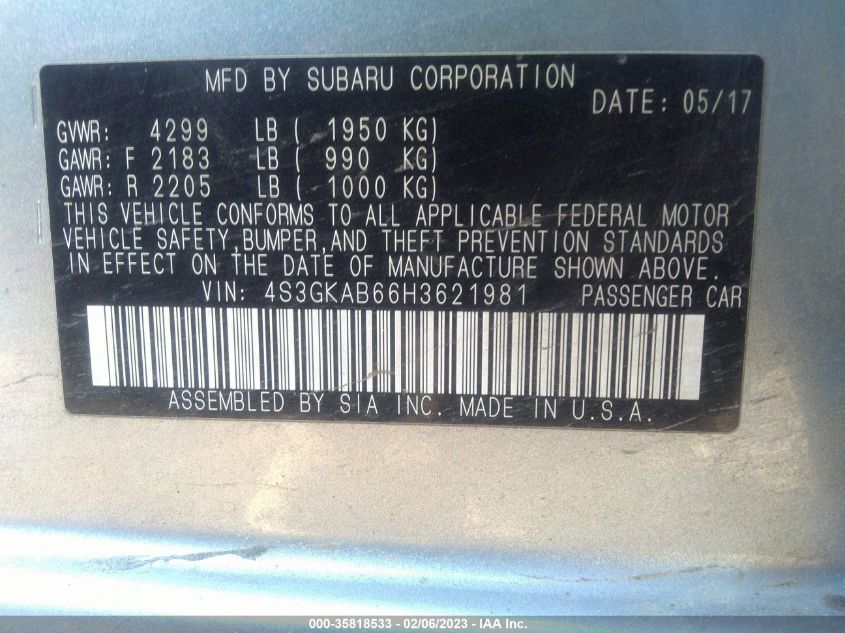 MFD BY SUBARU CORPORATION
DATE: 05/17
GVWR: 4299 LB ( 1950 KG)
GAWR: F 2183 LB ( 990 KG)
GAWR: R 2205 LB ( 1000 KG)
THIS VEHICLE CONFORMS TO ALL APPLICABLE FEDERAL MOTOR
VEHICLE SAFETY,BUMPER,AND THEFT PREVENTION STANDARDS
IN EFFECT ON THE DATE OF MANUFACTURE SHOWN ABOVE.
VIN: 4S3GKAB66H3621981 PASSENGER CAR
ASSEMBLED BY SIA INC. MADE IN U.S.A.
000-35818533 - 02/06/2023 - IAA Inc.